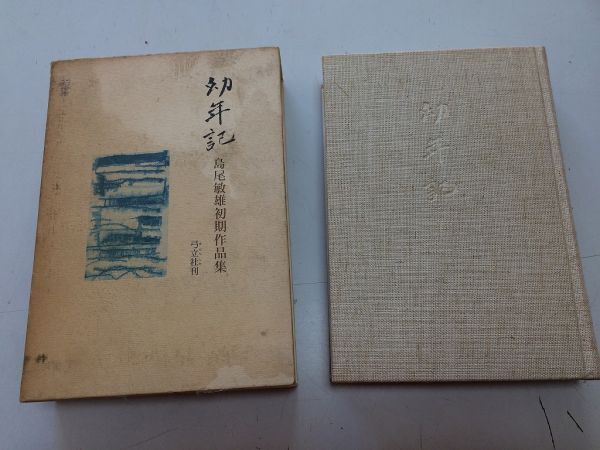 幼年記
島尾敏雄初期作品集
弓立社刊
幼年記